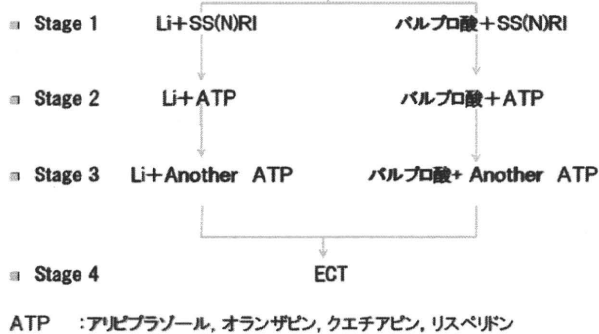 Stage 1 Li+SS(N)RI バルプロ酸+SS(N)RI
Stage 2 Li+ATP バルプロ酸+ATP
Stage 3 Li+Another ATP バルプロ酸+ Another ATP
Stage 4 ECT
ATP :アリピプラゾール, オランザピン, クエチアピン, リスペリドン